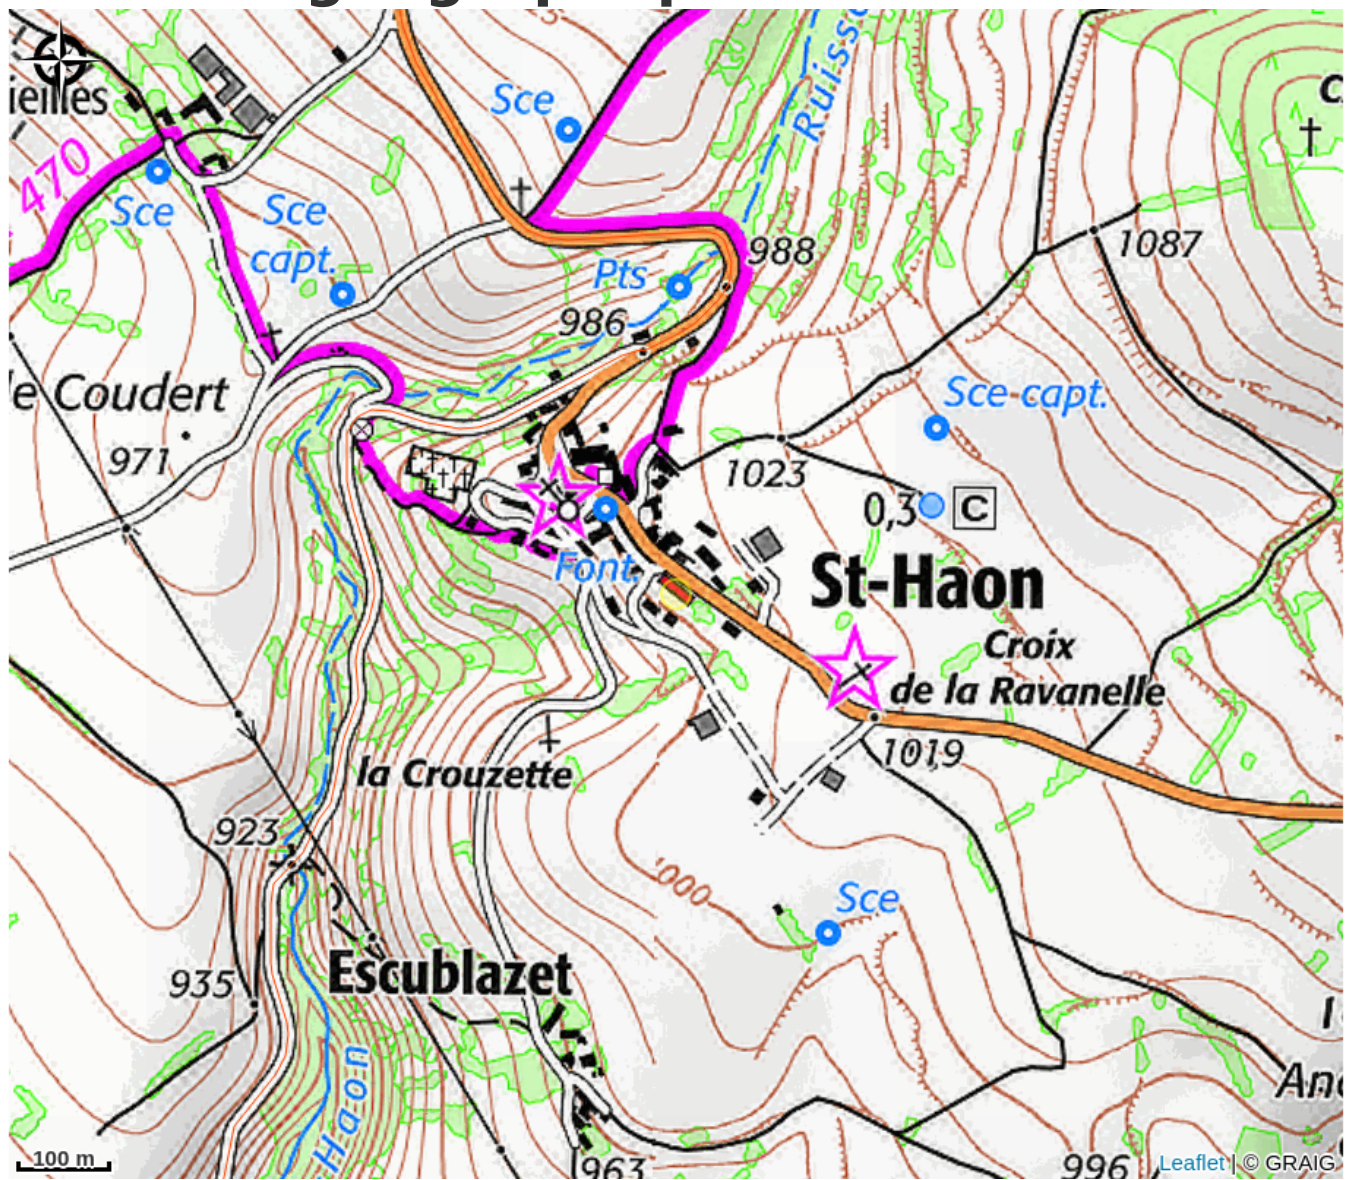 Sce
Ruiss
ieilles
470
Sce
Sce
capt.
988
1087
Pts
986
le Coudert
Sce capt.
971
1023
0,3
C
Font.
St-Haon
Croix
de la Ravanelle
1019
la Crouzette
923
1000
Sce
Escublazet
935
Haon
963
996
100 m
Leaflet | © GRAIG